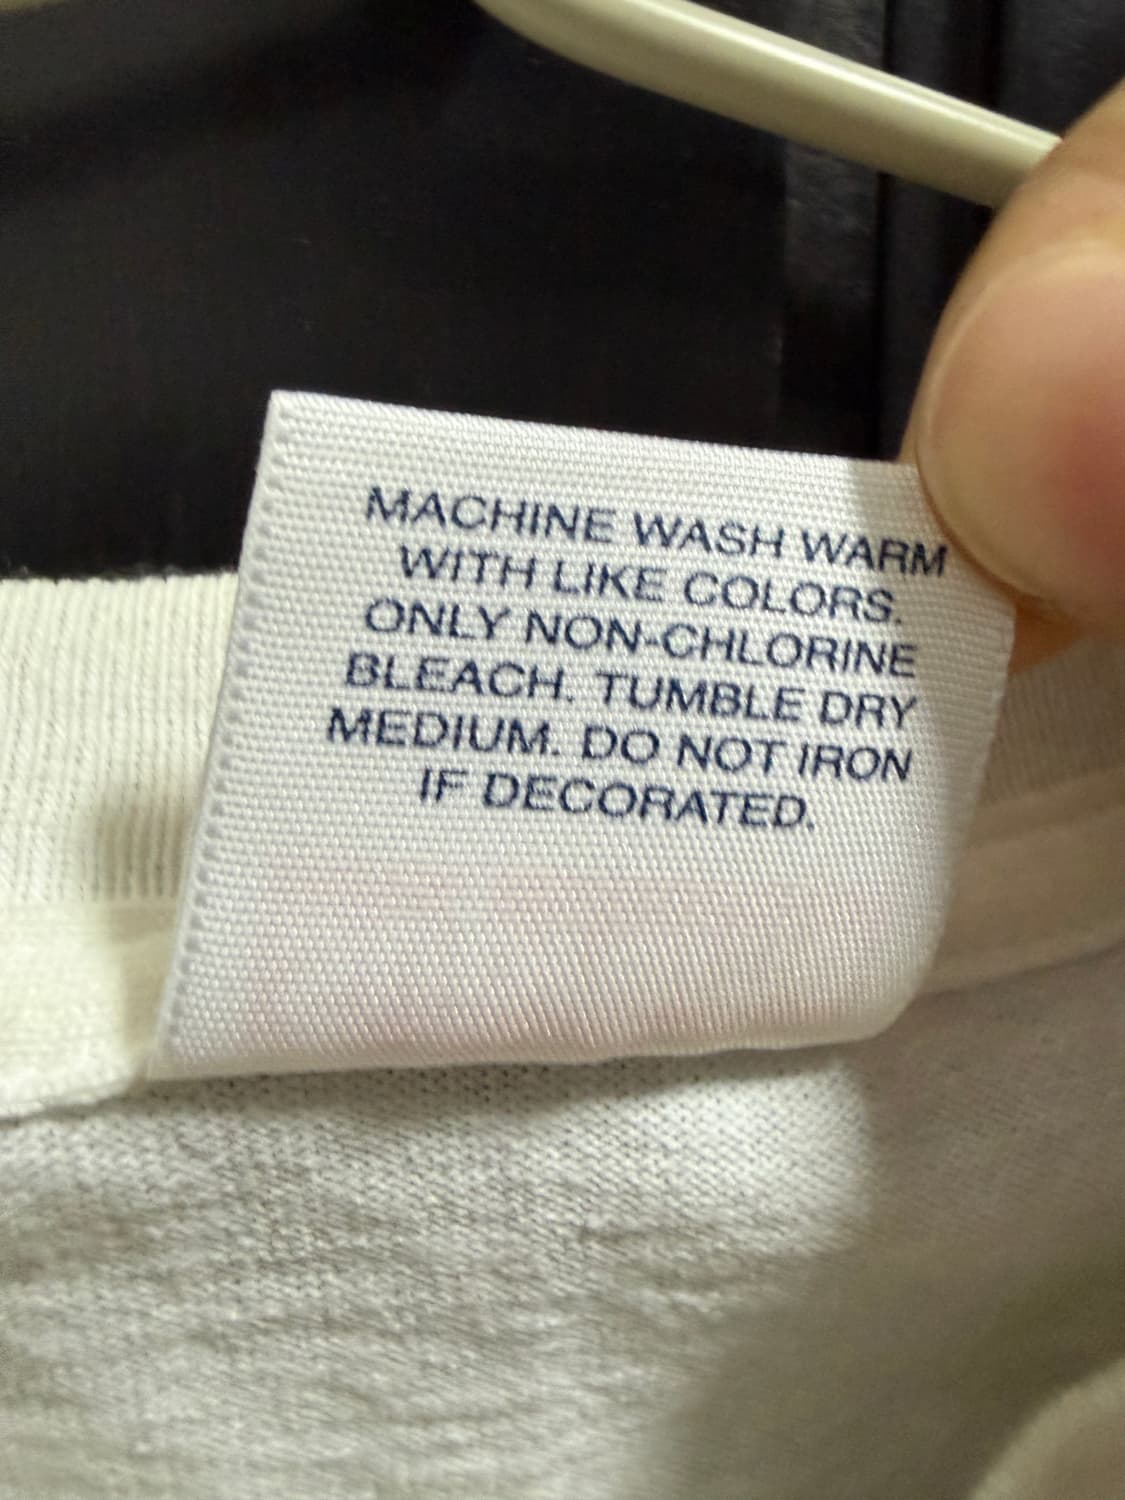 MACHINE WASH WARM
WITH LIKE COLORS.
ONLY NON-CHLORINE
BLEACH. TUMBLE DRY
MEDIUM. DO NOT IRON
IF DECORATED.